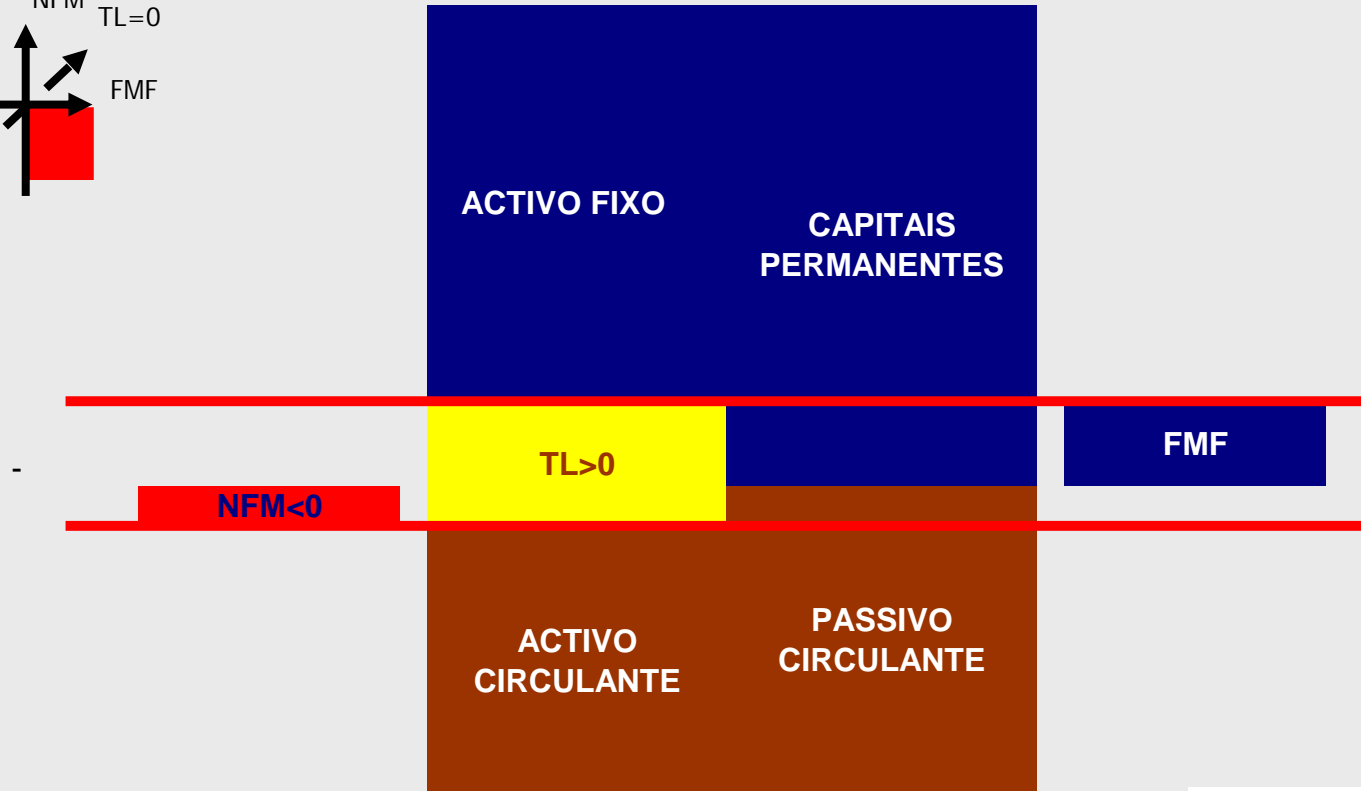 NFM
TL=0
FMF
ACTIVO FIXO
CAPITAIS
PERMANENTES
TL>0
FMF
-
NFM<0
ACTIVO
CIRCULANTE
PASSIVO
CIRCULANTE